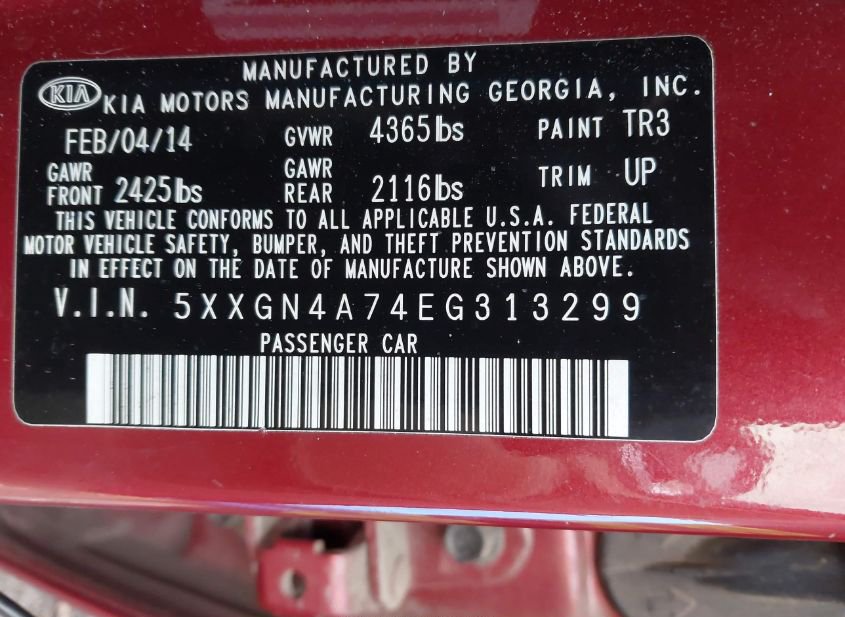 MANUFACTURED BY
KIA KIA MOTORS MANUFACTURING GEORGIA, INC.
FEB/04/14 GVWR 4365lbs PAINT TR3
GAWR FRONT 2425lbs GAWR REAR 2116lbs TRIM UP
THIS VEHICLE CONFORMS TO ALL APPLICABLE U.S.A. FEDERAL
MOTOR VEHICLE SAFETY, BUMPER, AND THEFT PREVENTION STANDARDS
IN EFFECT ON THE DATE OF MANUFACTURE SHOWN ABOVE.
V.I.N. 5XXGN4A74EG313299
PASSENGER CAR